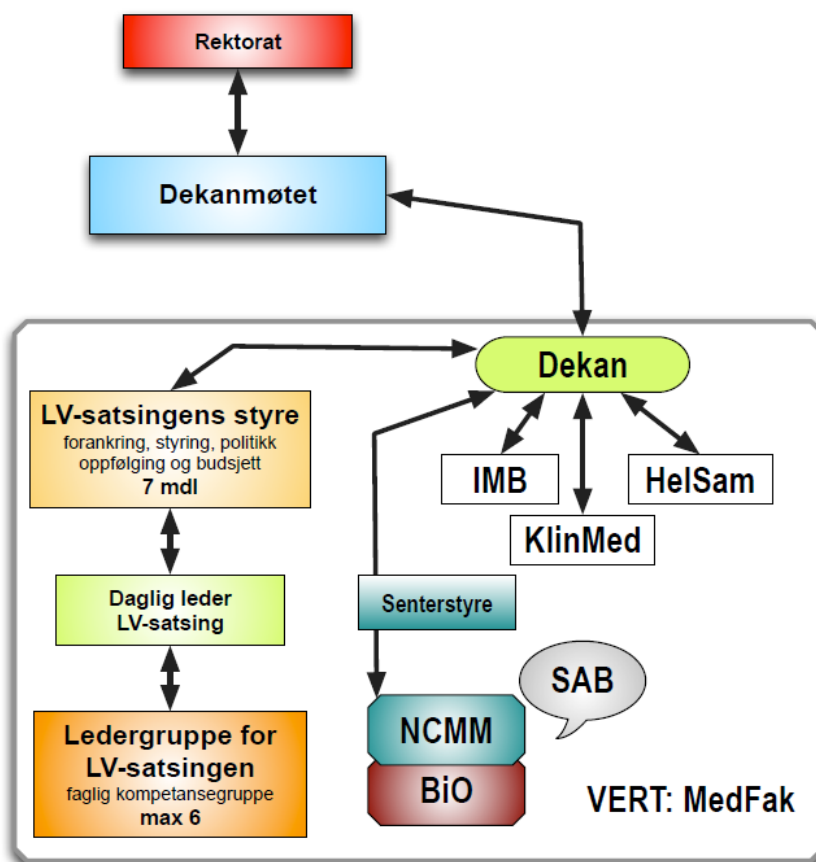 Rektorat
Dekanmøtet
Dekan
LV-satsingens styre
forankring, styring, politikk
oppfølging og budsjett
7 mdl
IMB
HelSam
KlinMed
Daglig leder
LV-satsing
Senterstyre
SAB
NCMM
BiO
Ledergruppe for
LV-satsingen
faglig kompetansegruppe
max 6
VERT: MedFak